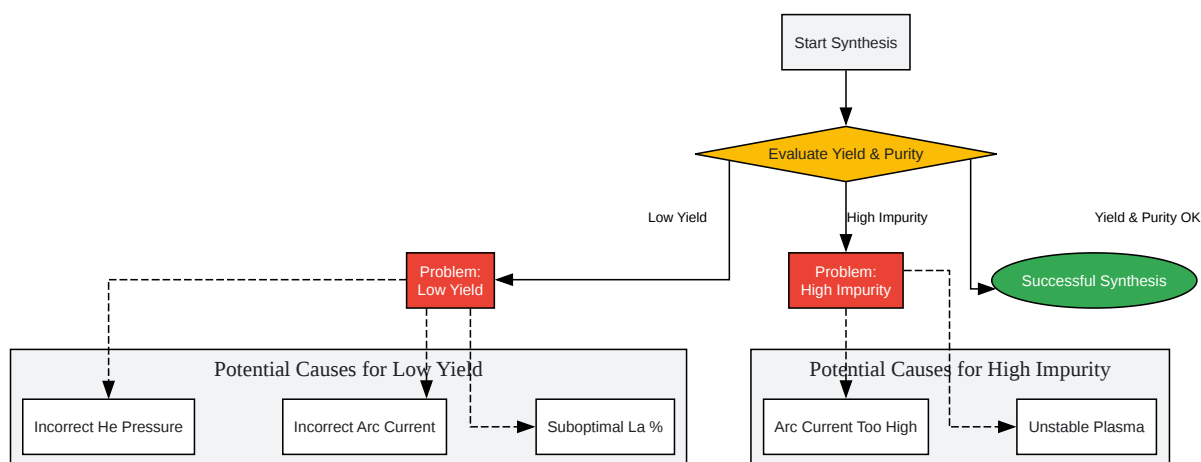 Start Synthesis
Evaluate Yield & Purity
Low Yield
High Impurity
Yield & Purity OK
Problem:
Low Yield
Problem:
High Impurity
Successful Synthesis
Potential Causes for Low Yield
Potential Causes for High Impurity
Incorrect He Pressure
Incorrect Arc Current
Suboptimal La %
Arc Current Too High
Unstable Plasma